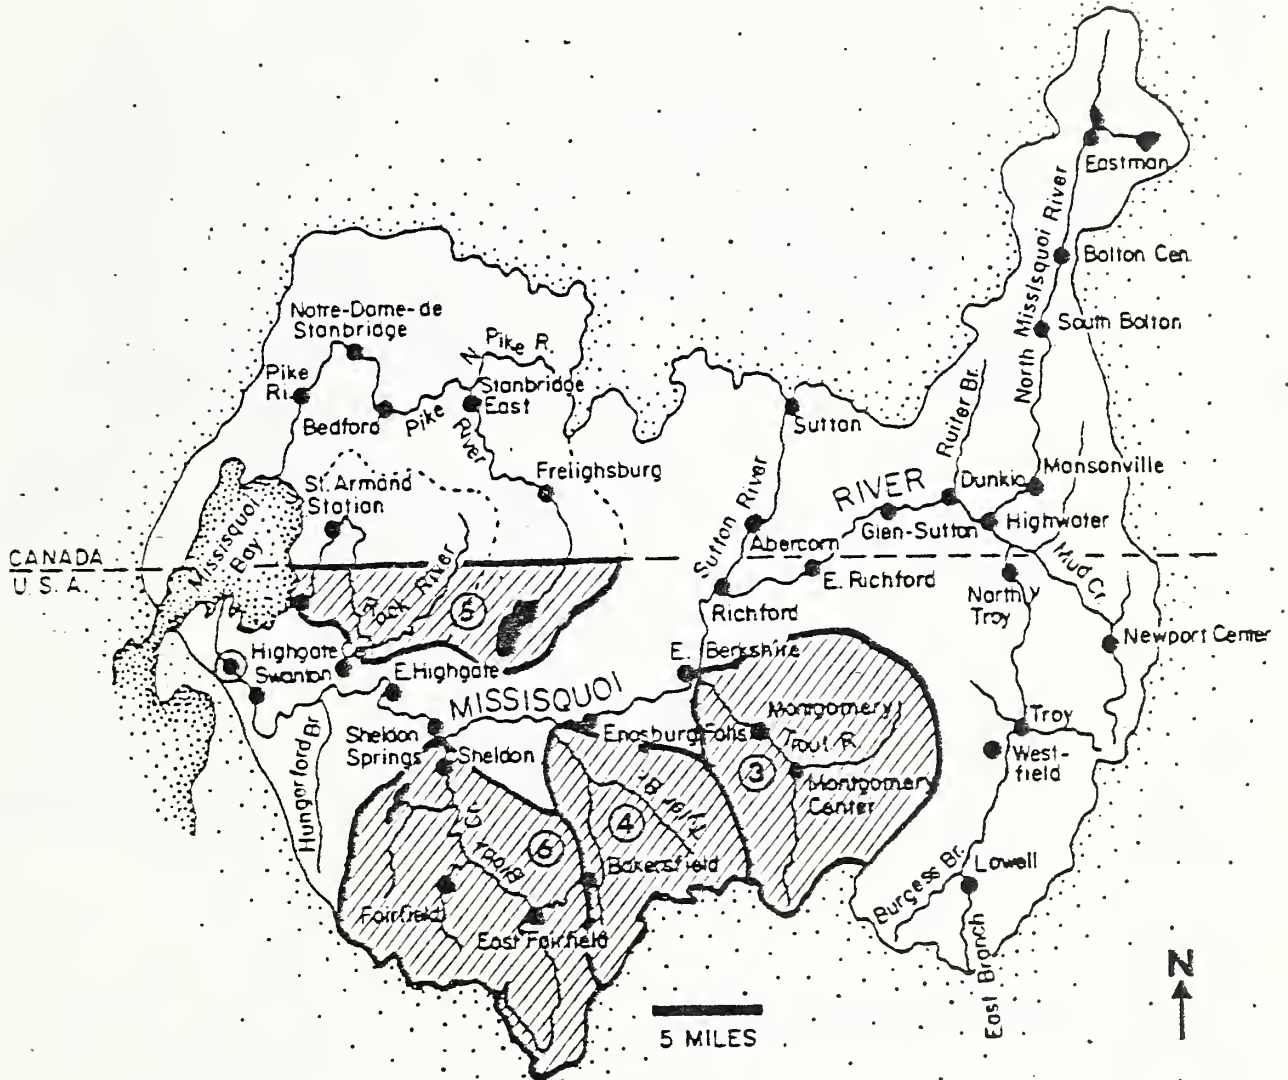 Eastman
North Missisquoi River
Bolton Cen.
South Bolton
Notre-Dame-de
Stanbridge
N
Pike R.
Pike
Ri.
Stanbridge
East
Bedford
Pike
River
Ruiter Br.
Sutton
Mansonville
Frelighsburg
St. Armand
Station
Dunkin
RIVER
Highwater
Glen-Sutton
Sutton River
Abercorn
Missisquoi
Bay
CANADA
U.S.A.
Mud Cr.
E. Richford
Richford
North
Troy
Rock River
5
Newport Center
Highgate
Swanton
E. Highgate
E. Berkshire
MISSISQUOI
Montgomery
Troy
Enosburg Falls
Trout R.
West-
field
Sheldon
Springs
Sheldon
Hungerford Br
3
Montgomery
Center
Tyler Br.
4
Black Cr.
6
Bakersfield
Lowell
Burgess Br.
Fairfield
East Fairfield
East Branch
N
5 MILES